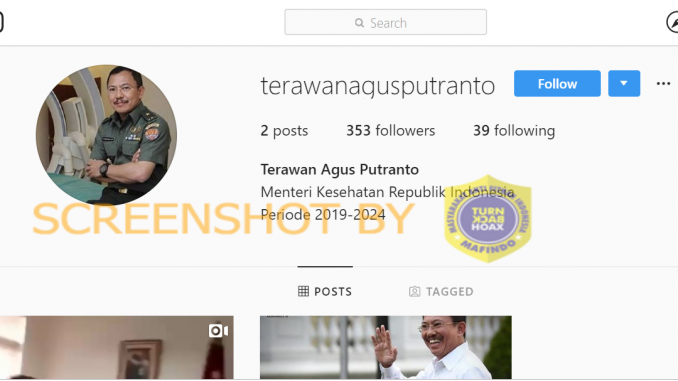 Search
terawanagusputranto
Follow
2 posts 353 followers 39 following
Terawan Agus Putranto
Menteri Kesehatan Republik Indonesia
Periode 2019-2024
SCREENSHOT BY
MASYARAKAT ANTI FITNAH INDONESIA
TURN
BACK
HOAX
MAFINDO
POSTS TAGGED